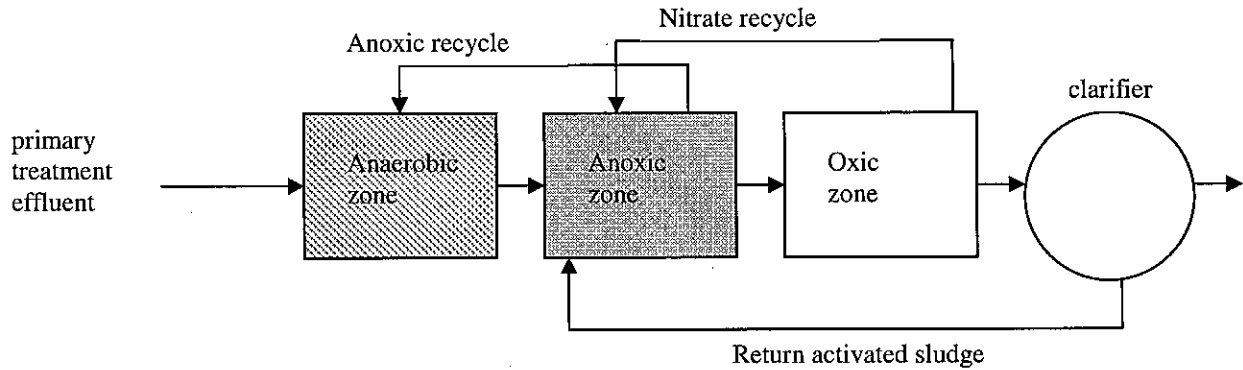 Nitrate recycle
Anoxic recycle
clarifier
primary
treatment
effluent
Anaerobic
zone
Anoxic
zone
Oxic
zone
Return activated sludge